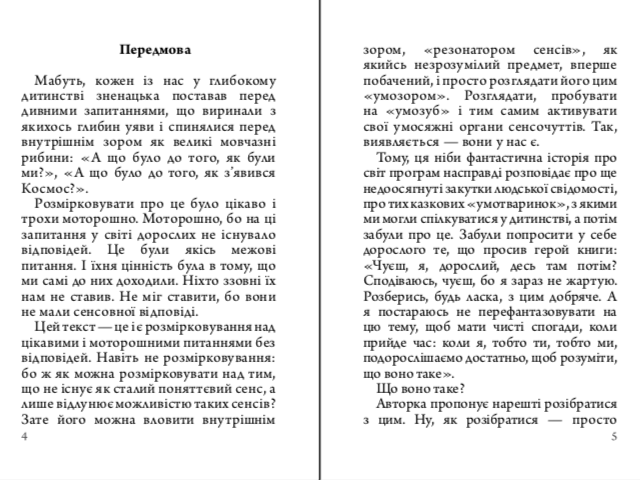 Передмова
Мабуть, кожен із нас у глибокому
дитинстві зненацька поставав перед
дивними запитаннями, що виринали з
якихось глибин уяви і спинялися перед
внутрішнім зором як великі мовчазні
рибини: «А що було до того, як були
ми?», «А що було до того, як з’явився
Космос?».
Розмірковувати про це було цікаво і
трохи моторошно. Моторошно, бо на ці
запитання у світі дорослих не існувало
відповідей. Це були якісь межові
питання. І їхня цінність була в тому, що
ми самі до них доходили. Ніхто ззовні їх
нам не ставив. Не міг ставити, бо вони
не мали сенсовної відповіді.
Цей текст — це і є розмірковування над
цікавими і моторошними питаннями без
відповідей. Навіть не розмірковування:
бо ж як можна розмірковувати над тим,
що не існує як сталий поняттєвий сенс, а
лише відлунює можливістю таких сенсів?
Зате його можна вловити внутрішнім
4
зором, «резонатором сенсів», як
якийсь незрозумілий предмет, вперше
побачений, і просто розглядати його цим
«умозором». Розглядати, пробувати
на «умозуб» і тим самим активувати
свої умосяжні органи сенсочуттів. Так,
виявляється — вони у нас є.
Тому, ця ніби фантастична історія про
світ програм насправді розповідає про ще
недосягнуті закутки людської свідомості,
про тих казкових «умотваринок», з якими
ми могли спілкуватися у дитинстві, а потім
забули про це. Забули попросити у себе
дорослого те, що просив герой книги:
«Чуєш, я, дорослий, десь там потім?
Сподіваюсь, чуєш, бо я зараз не жартую.
Розберись, будь ласка, з цим добряче. А
я постараюсь не перефантазовувати на
цю тему, щоб мати чисті спогади, коли
прийде час: коли я, тобто ти, тобто ми,
подорослішаємо достатньо, щоб розуміти,
що воно таке».
Що воно таке?
Авторка пропонує нарешті розібратися
з цим. Ну, як розібратися — просто
5